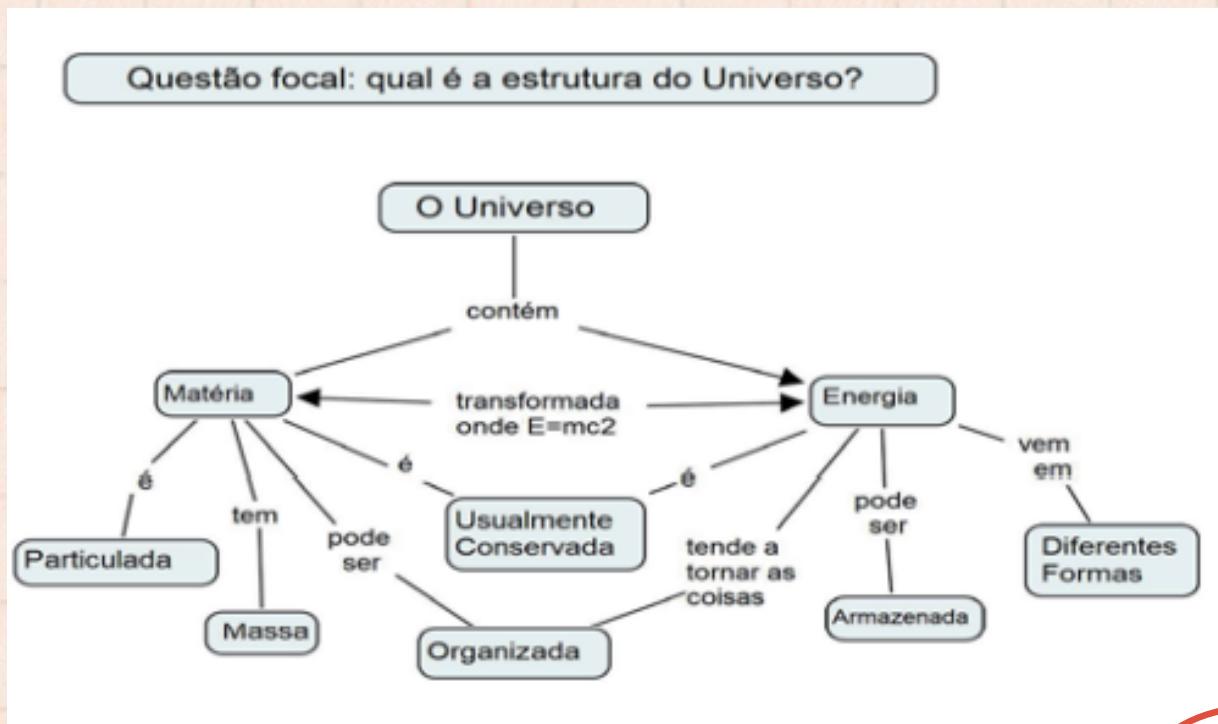 Questão focal: qual é a estrutura do Universo?
O Universo
contém
Matéria
transformada
onde E=mc2
Energia
é
tem
pode
ser
é
é
tende a
tornar as
coisas
pode
ser
vem
em
Particulada
Massa
Usualmente
Conservada
Organizada
Armazenada
Diferentes
Formas